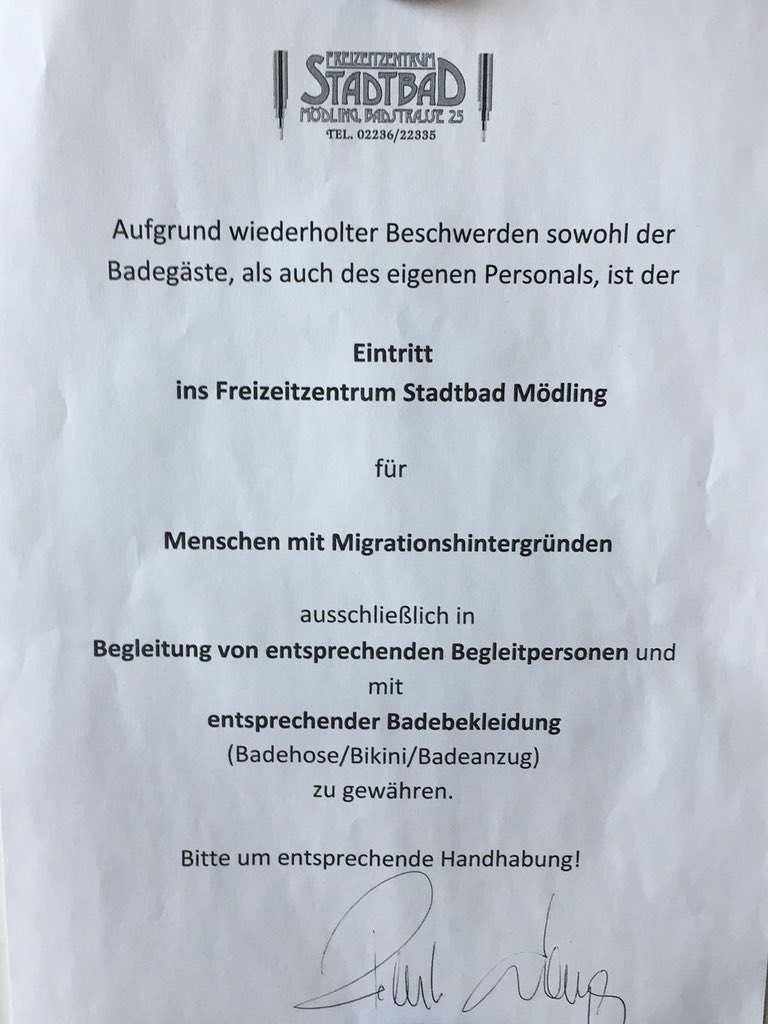 FREIZEITZENTRUM
STADTBAD
MÖDLING, BADSTRASSE 25
TEL. 02236/22335
Aufgrund wiederholter Beschwerden sowohl der
Badegäste, als auch des eigenen Personals, ist der
Eintritt
ins Freizeitzentrum Stadtbad Mödling
für
Menschen mit Migrationshintergründen
ausschließlich in
Begleitung von entsprechenden Begleitpersonen und
mit
entsprechender Badebekleidung
(Badehose/Bikini/Badeanzug)
zu gewähren.
Bitte um entsprechende Handhabung!